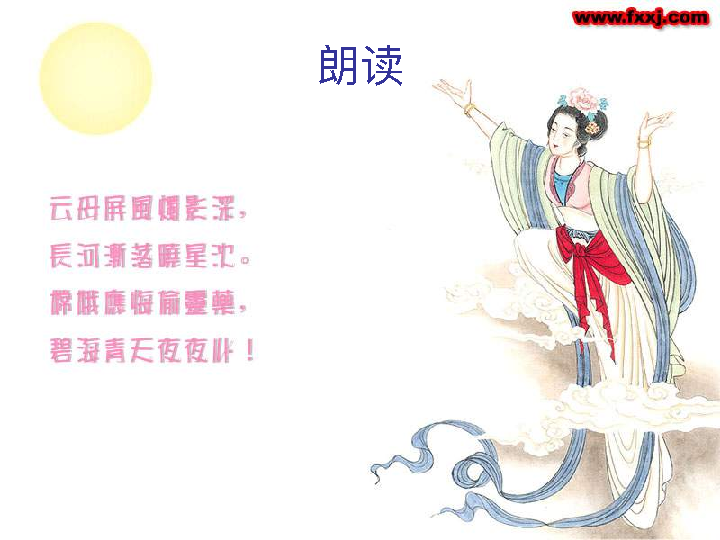 www.fxxj.com
朗读
云母屏風燭影深，
長河漸落曉星沈。
嫦娥應悔偷靈藥，
碧海青天夜夜心！